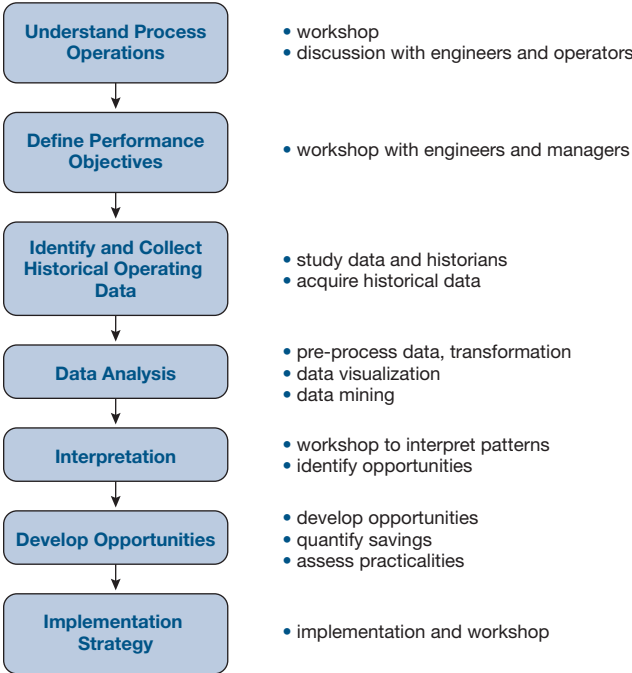 Understand Process
Operations
• workshop
• discussion with engineers and operators
Define Performance
Objectives
• workshop with engineers and managers
Identify and Collect
Historical Operating
Data
• study data and historians
• acquire historical data
Data Analysis
• pre-process data, transformation
• data visualization
• data mining
Interpretation
• workshop to interpret patterns
• identify opportunities
Develop Opportunities
• develop opportunities
• quantify savings
• assess practicalities
Implementation
Strategy
• implementation and workshop